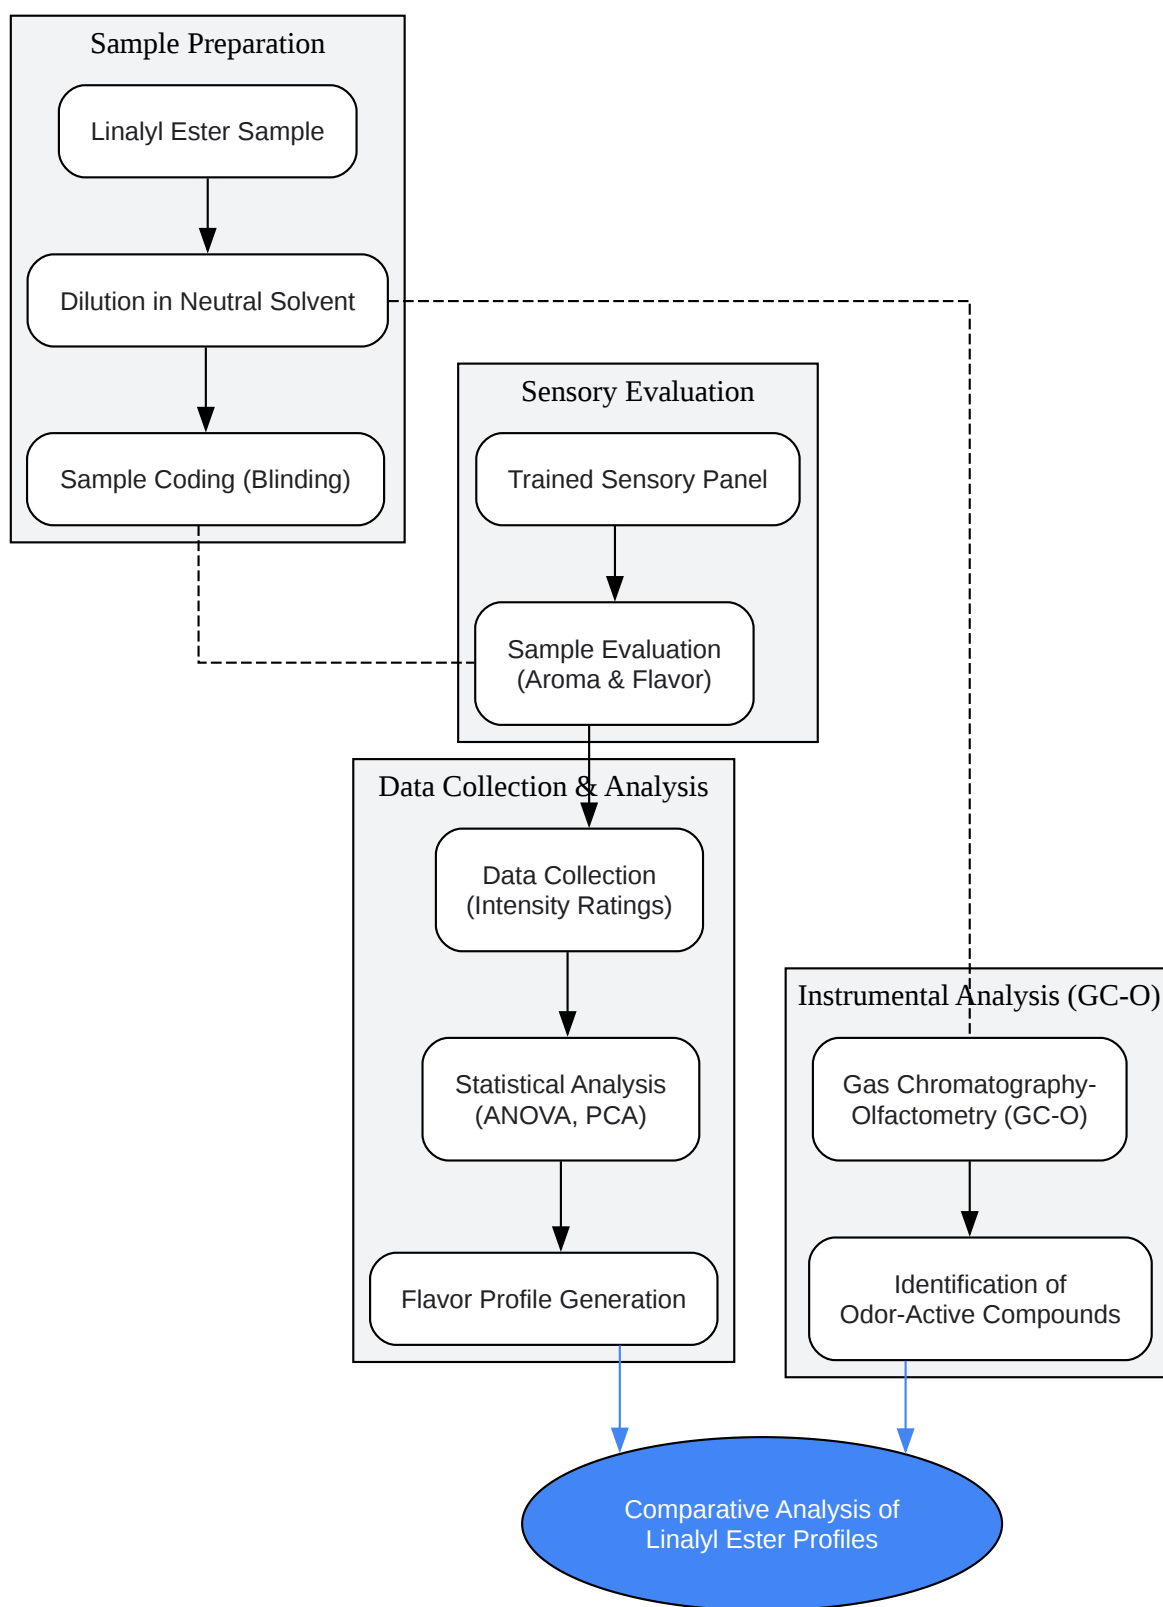 Sample Preparation
Linalyl Ester Sample
Dilution in Neutral Solvent
Sample Coding (Blinding)
Sensory Evaluation
Trained Sensory Panel
Sample Evaluation
(Aroma & Flavor)
Data Collection & Analysis
Data Collection
(Intensity Ratings)
Statistical Analysis
(ANOVA, PCA)
Flavor Profile Generation
Instrumental Analysis (GC-O)
Gas Chromatography-
Olfactometry (GC-O)
Identification of
Odor-Active Compounds
Comparative Analysis of
Linalyl Ester Profiles